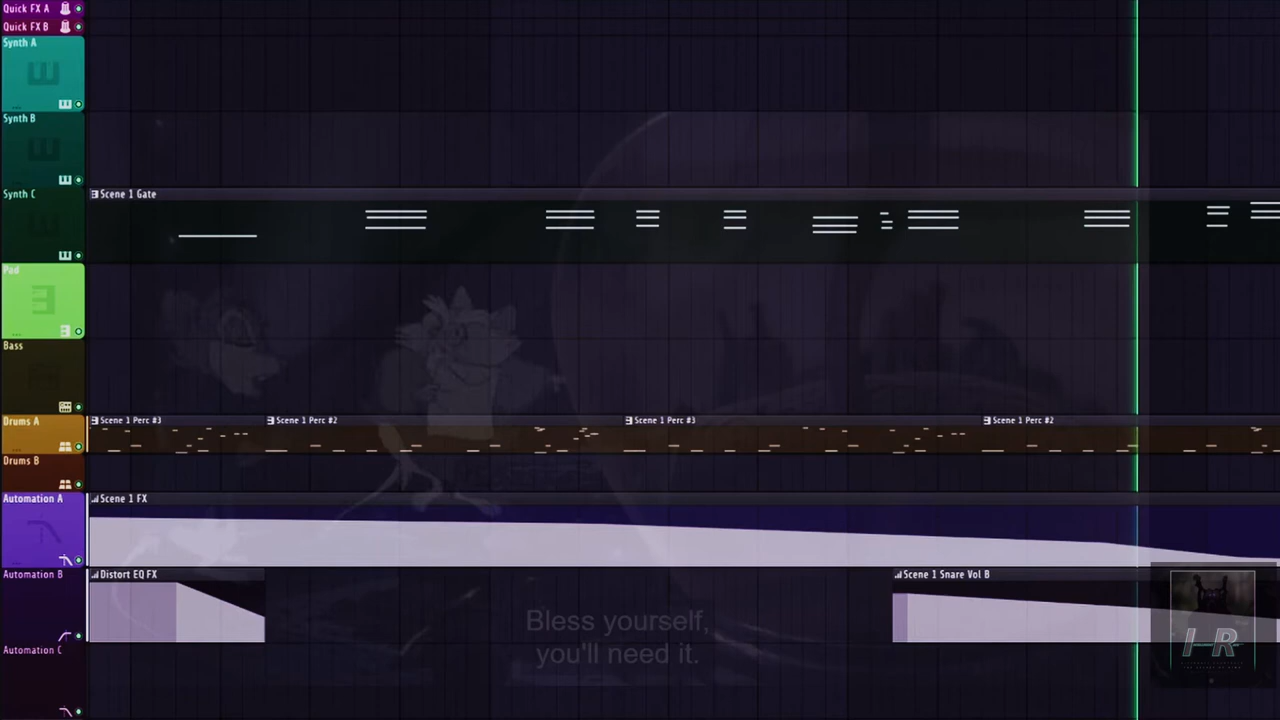 Quick FX A
Quick FX B
Synth A
Synth B
Synth C
Scene 1 Gate
Pad
Bass
Drums A
Scene 1 Perc #3
Scene 1 Perc #2
Scene 1 Perc #3
Scene 1 Perc #2
Drums B
Automation A
Scene 1 FX
Automation B
Distort EQ FX
Scene 1 Snare Vol B
Automation C
Bless yourself,
you'll need it.
I-R